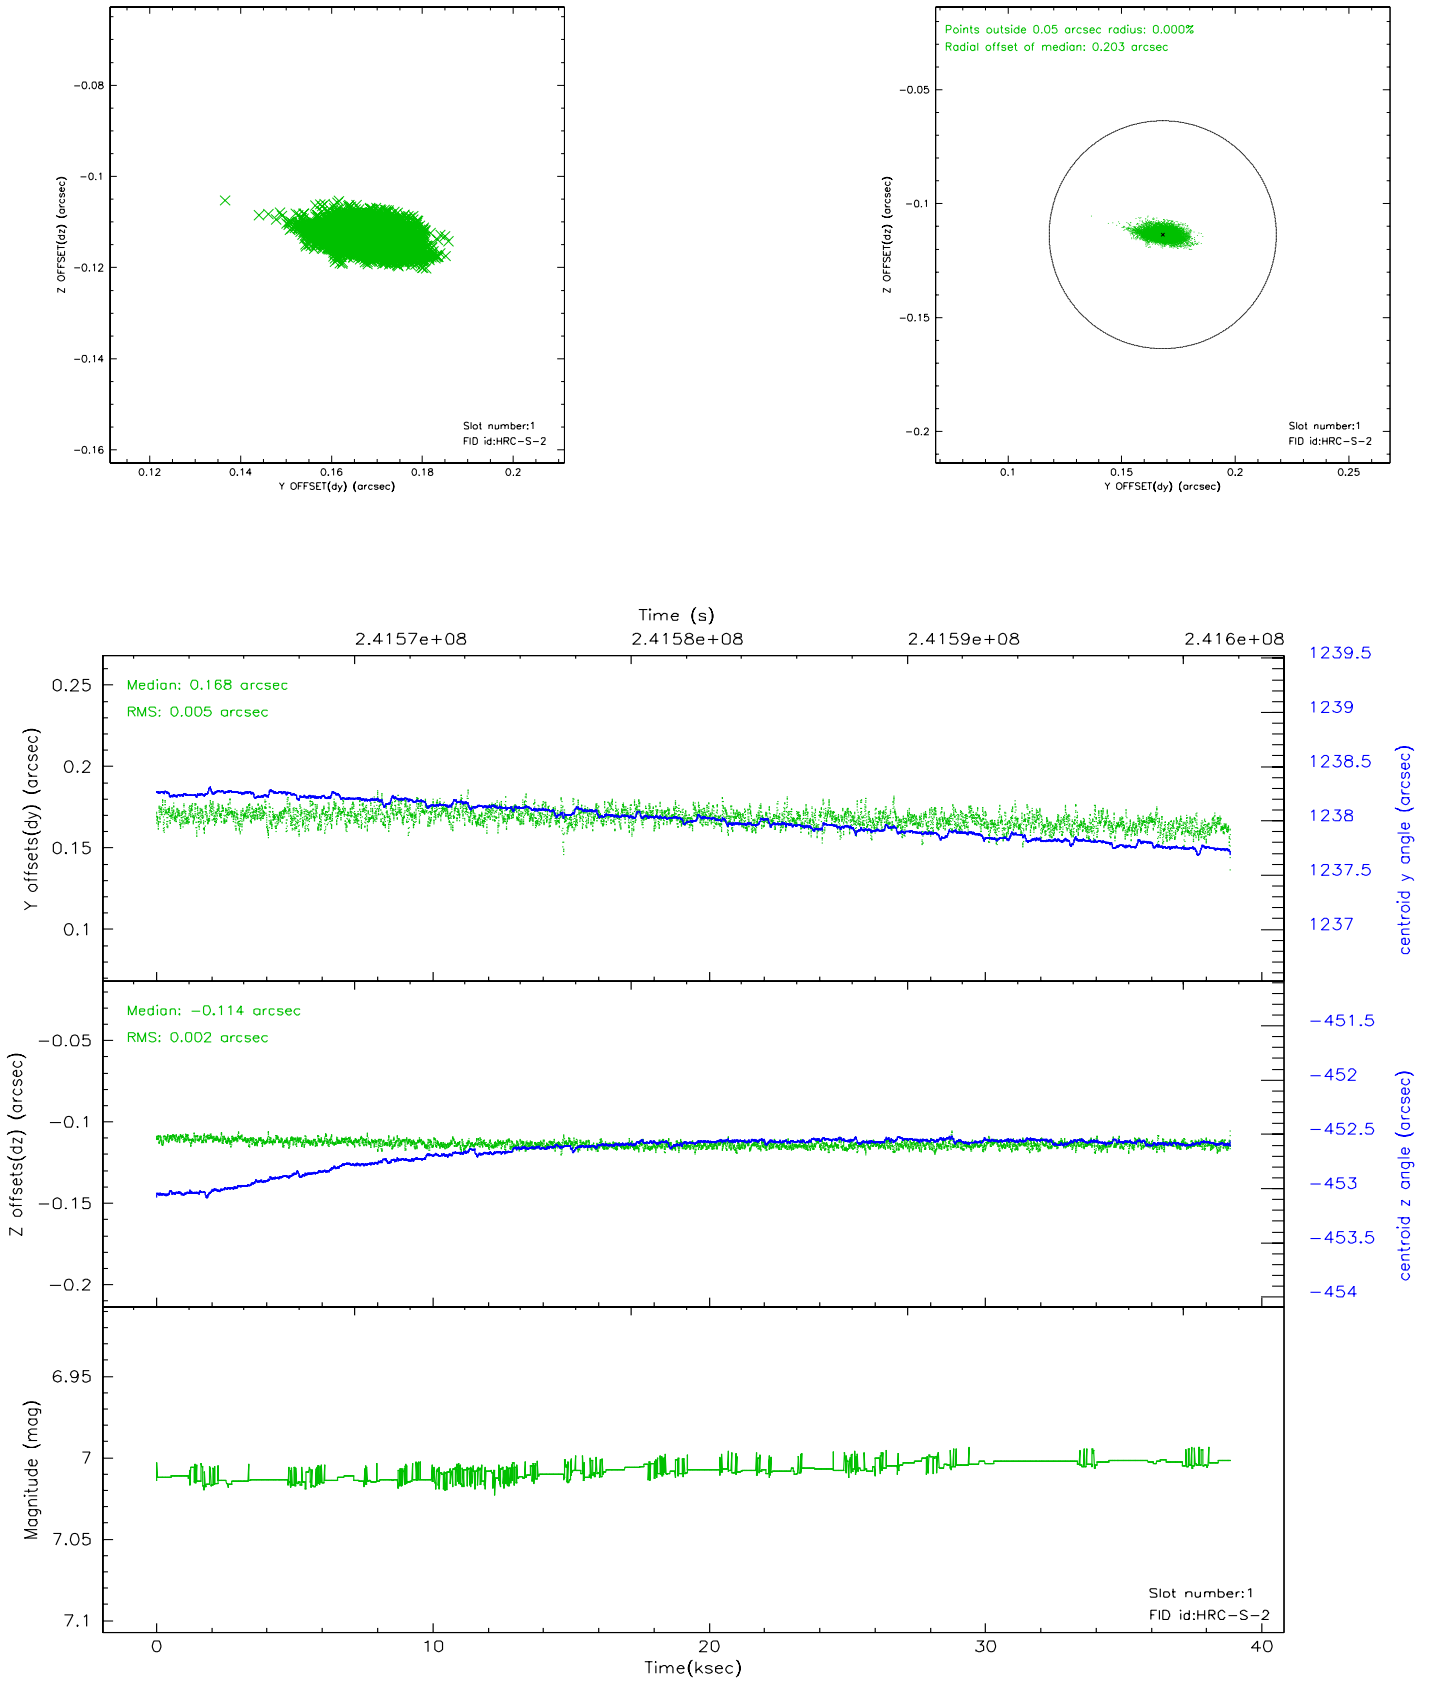 −0.08
−0.1
−0.12
−0.14
−0.16
Z OFFSET(dz) (arcsec)
Slot number:1
FID id:HRC−S−2
0.12 0.14 0.16 0.18 0.2
Y OFFSET(dy) (arcsec)
Points outside 0.05 arcsec radius: 0.000%
Radial offset of median: 0.203 arcsec
−0.05
−0.1
−0.15
−0.2
Z OFFSET(dz) (arcsec)
Slot number:1
FID id:HRC−S−2
0.1 0.15 0.2 0.25
Y OFFSET(dy) (arcsec)
Time (s)
2.4157e+08 2.4158e+08 2.4159e+08 2.416e+08
Median: 0.168 arcsec
RMS: 0.005 arcsec
0.25
0.2
0.15
0.1
Y offsets(dy) (arcsec)
1239.5
1239
1238.5
1238
1237.5
1237
centroid y angle (arcsec)
Median: −0.114 arcsec
RMS: 0.002 arcsec
−0.05
−0.1
−0.15
−0.2
Z offsets(dz) (arcsec)
−451.5
−452
−452.5
−453
−453.5
−454
centroid z angle (arcsec)
6.95
7
7.05
7.1
Magnitude (mag)
Slot number:1
FID id:HRC−S−2
0 10 20 30 40
Time(ksec)